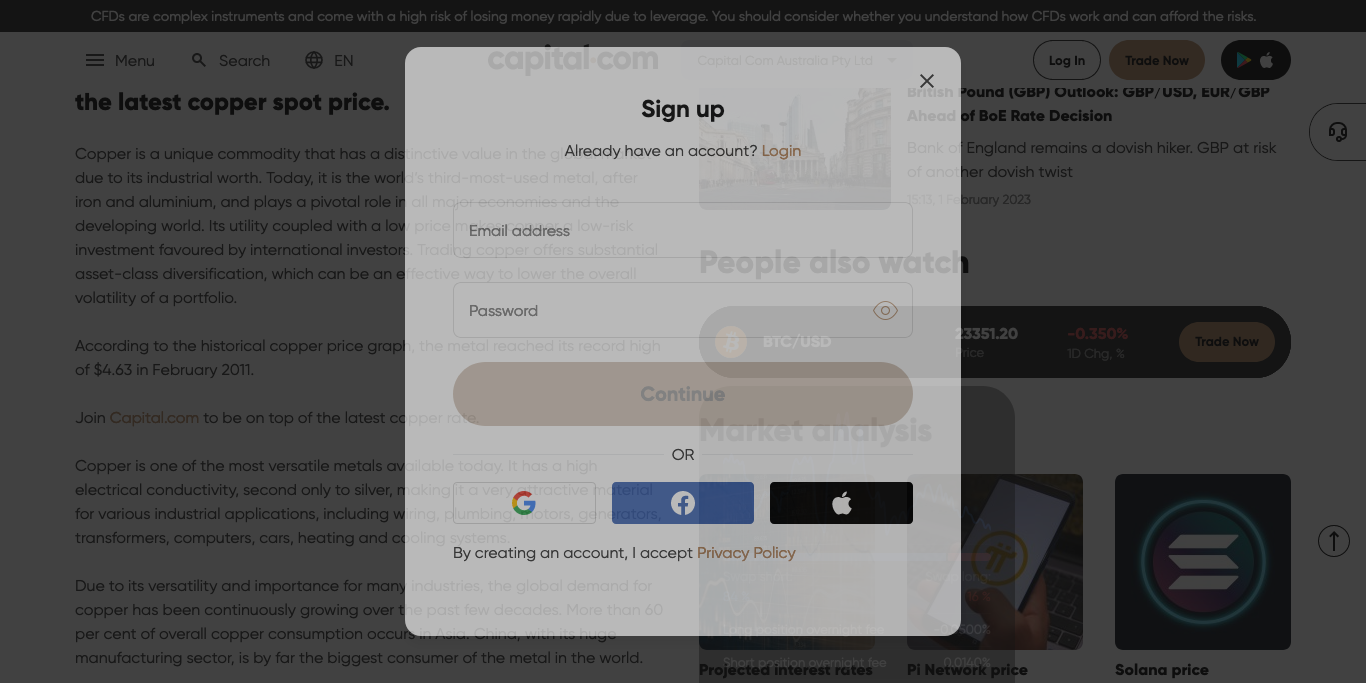 CFDs are complex instruments and come with a high risk of losing money rapidly due to leverage. You should consider whether you understand how CFDs work and can afford the risks.
Menu
Search
EN
capital.com
Capital Com Australia Pty Ltd
Log In
Trade Now
the latest copper spot price.
Copper is a unique commodity that has a distinctive value in the global
due to its industrial worth. Today, it is the world's third-most-used metal, after
iron and aluminium, and plays a pivotal role in all major economies and the
developing world. Its utility coupled with a low price makes copper a low-risk
investment favoured by international investors. Trading copper offers substantial
asset-class diversification, which can be an effective way to lower the overall
volatility of a portfolio.
According to the historical copper price graph, the metal reached its record high
of $4.63 in February 2011.
Join Capital.com to be on top of the latest copper rate.
Copper is one of the most versatile metals available today. It has a high
electrical conductivity, second only to silver, making it a very attractive material
for various industrial applications, including wiring, plumbing, motors, generators,
transformers, computers, cars, heating and cooling systems.
Due to its versatility and importance for many industries, the global demand for
copper has been continuously growing over the past few decades. More than 60
per cent of overall copper consumption occurs in Asia. China, with its huge
manufacturing sector, is by far the biggest consumer of the metal in the world.
Sign up
Already have an account? Login
Email address
Password
Continue
OR
By creating an account, I accept Privacy Policy
British Pound (GBP) Outlook: GBP/USD, EUR/GBP
Ahead of BoE Rate Decision
Bank of England remains a dovish hiker. GBP at risk
of another dovish twist
15:13, 1 February 2023
People also watch
BTC/USD
23351.20
Price
-0.350%
1D Chg, %
Trade Now
Market analysis
Long position overnight fee
Short position overnight fee
0.0140%
Projected interest rates
Pi Network price
Solana price